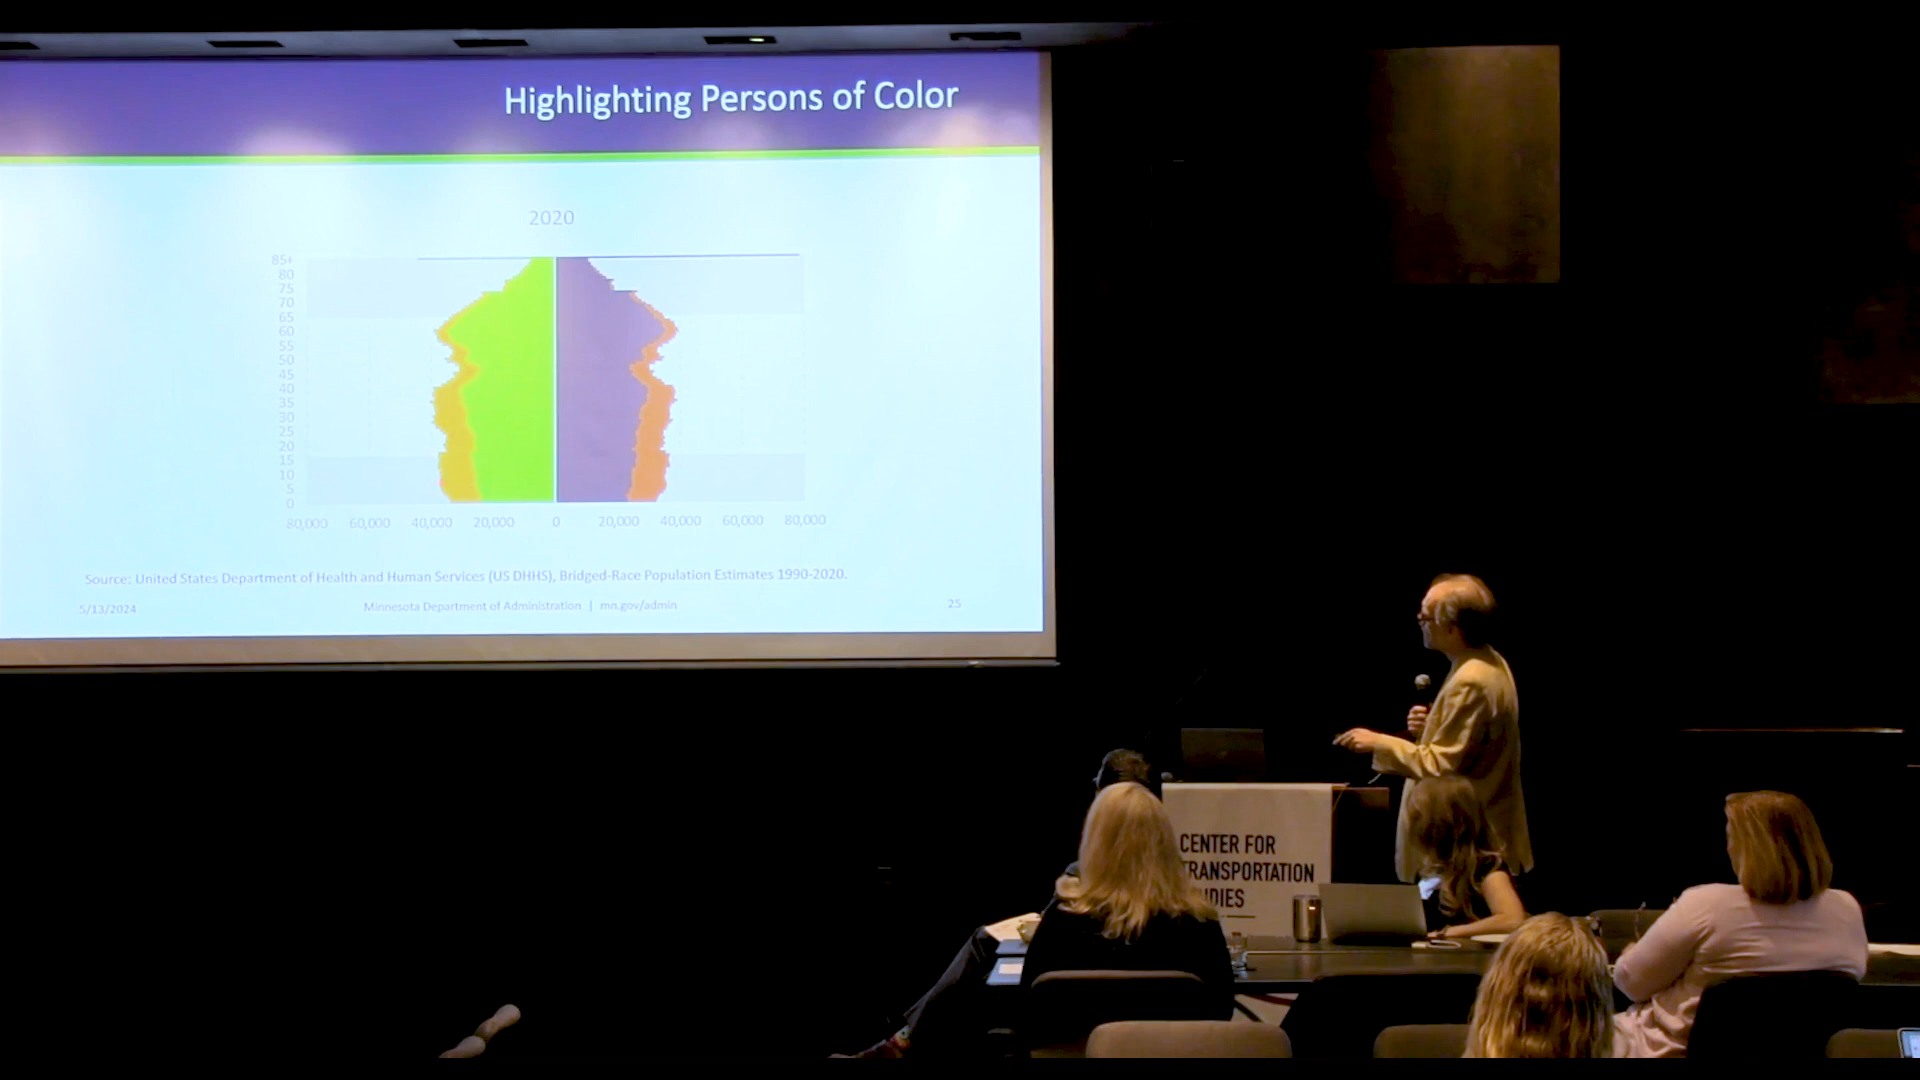 Highlighting Persons of Color
2020
85+
80
75
70
65
60
55
50
45
40
35
30
25
20
15
10
5
0
80,000 60,000 40,000 20,000 0 20,000 40,000 60,000 80,000
Source: United States Department of Health and Human Services (US DHHS), Bridged-Race Population Estimates 1990-2020.
5/13/2024 Minnesota Department of Administration | mn.gov/admin 25
CENTER FOR
TRANSPORTATION
UDIES